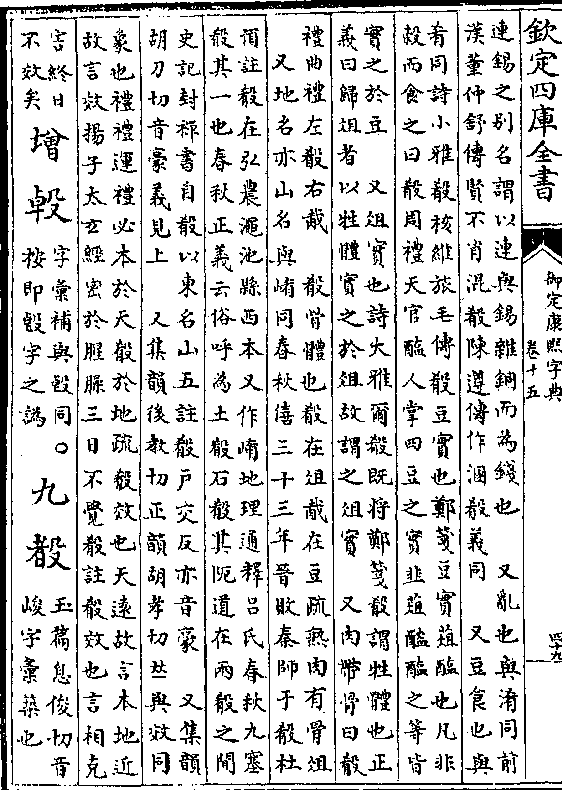 欽定四庫全書
御定康熙字典
卷十五
四十九
連錫之别名謂以連與錫雜銅而為錢也 又亂也與淆同前
漢董仲舒傳賢不肖混殽陳遵傳作溷殽義同 又豆食也與
肴同詩小雅殽核維旅毛傳殽豆實也鄭箋豆實菹醢也凡非
穀而食之曰殽周禮天官醢人掌四豆之實韭菹醓醢之等皆
實之於豆 又俎實也詩大雅爾殽既將鄭箋殽謂牲體也正
義曰歸俎者以牲體實之於俎故謂之俎實 又肉帶骨曰殽
禮曲禮左殽右胾 殽骨體也殽在俎胾在豆疏熟肉有骨俎
又地名亦山名與崤同春秋僖三十三年晉敗秦師于殽杜
預註殽在弘農澠池縣西本又作崤地理通釋吕氏春秋九塞
殽其一也春秋正義云俗呼為土殽石殽其阨道在兩殽之間
史記封禪書自殽以東名山五註殽戶交反亦音豪 又集韻
胡刀切音豪義見上 又集韻後教切正韻胡孝切𠀤與效同
象也禮禮運禮必本於天殽於地疏殽效也天遠故言本地近
故言效揚子太玄經宻於腥臊三日不覺殽註殽效也言相克
害終日
不效矣
增
字彙補與同。
按即字之譌
九
玉篇息俊切音
峻字彙築也